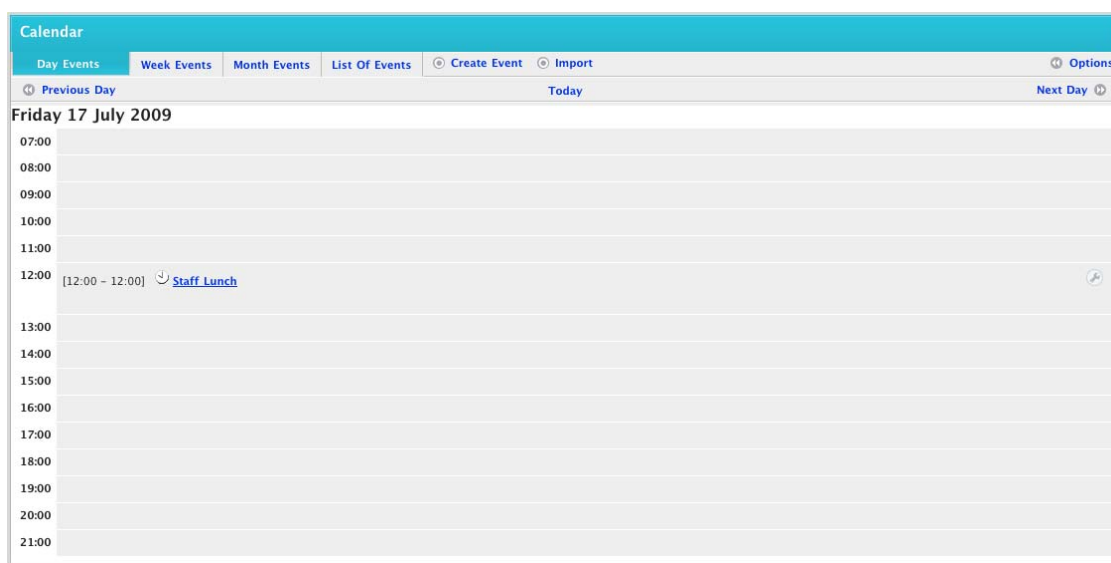 Calendar
Day Events Week Events Month Events List Of Events Create Event Import Options
Previous Day Today Next Day
Friday 17 July 2009
07:00
08:00
09:00
10:00
11:00
12:00 [12:00 - 12:00] Staff Lunch
13:00
14:00
15:00
16:00
17:00
18:00
19:00
20:00
21:00